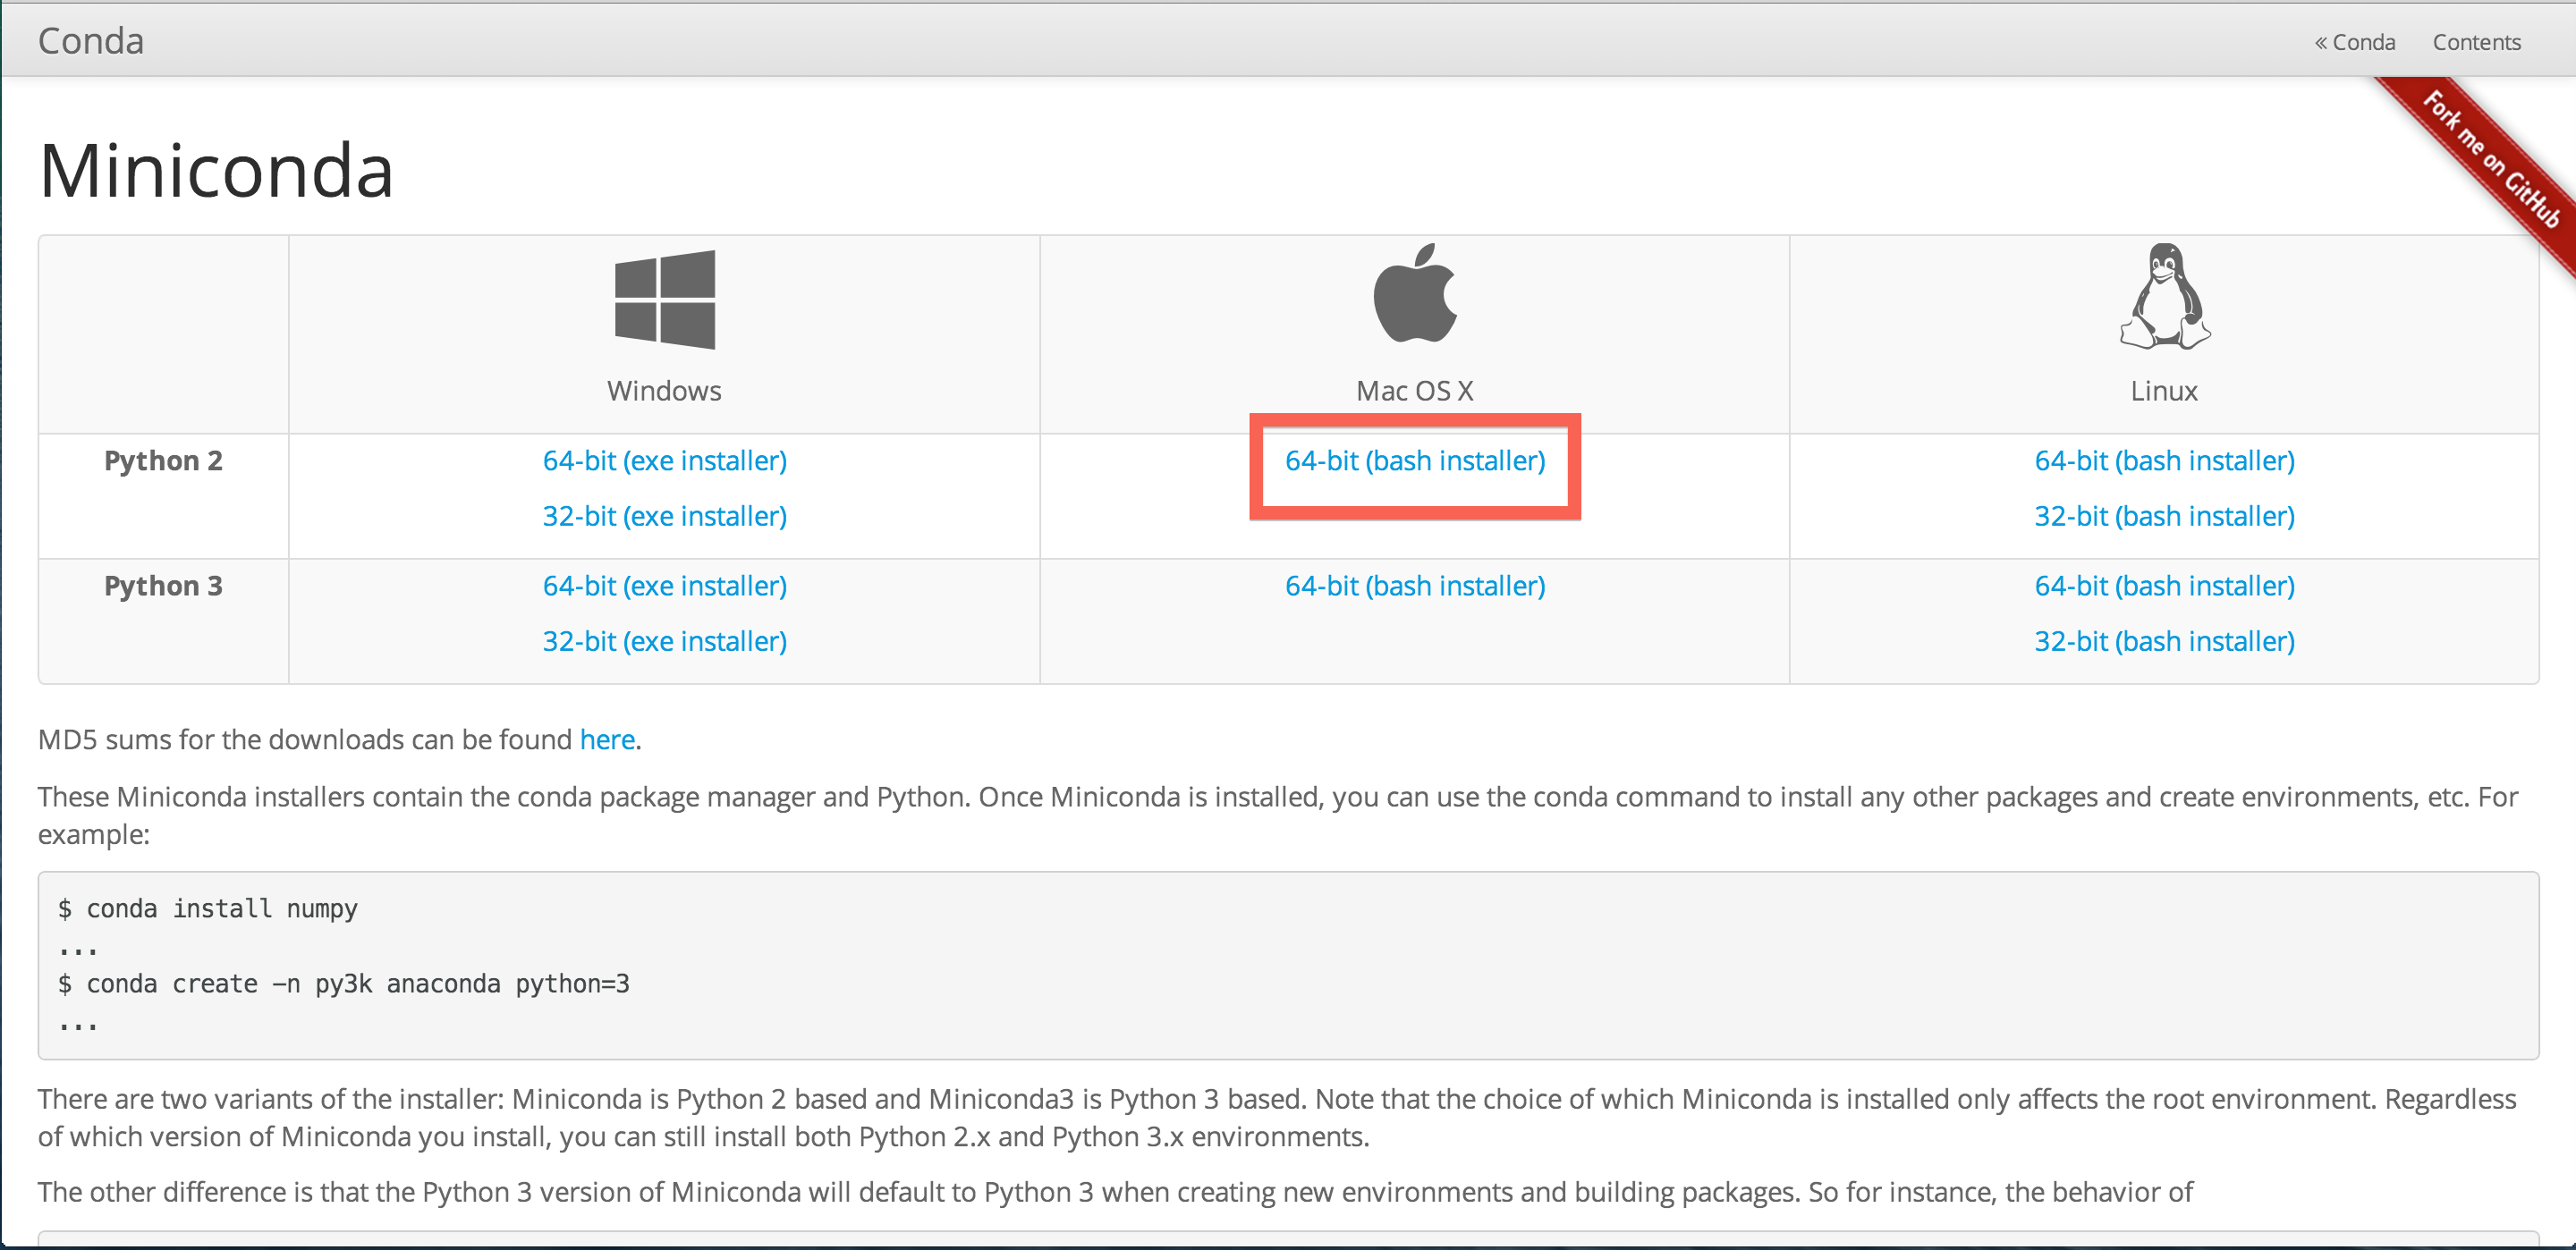 Conda
« Conda Contents
Fork me on GitHub
Miniconda
Windows Mac OS X Linux
Python 2 64-bit (exe installer) 64-bit (bash installer) 64-bit (bash installer)
32-bit (exe installer) 32-bit (bash installer)
Python 3 64-bit (exe installer) 64-bit (bash installer) 64-bit (bash installer)
32-bit (exe installer) 32-bit (bash installer)
MD5 sums for the downloads can be found here.
These Miniconda installers contain the conda package manager and Python. Once Miniconda is installed, you can use the conda command to install any other packages and create environments, etc. For
example:
$ conda install numpy
...
$ conda create -n py3k anaconda python=3
...
There are two variants of the installer: Miniconda is Python 2 based and Miniconda3 is Python 3 based. Note that the choice of which Miniconda is installed only affects the root environment. Regardless
of which version of Miniconda you install, you can still install both Python 2.x and Python 3.x environments.
The other difference is that the Python 3 version of Miniconda will default to Python 3 when creating new environments and building packages. So for instance, the behavior of